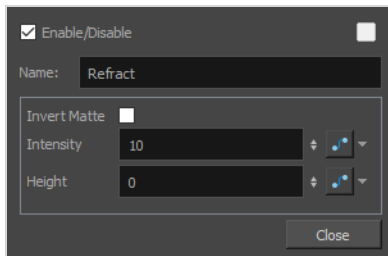 Enable/Disable
Name: Refract
Invert Matte
Intensity 10
Height 0
Close